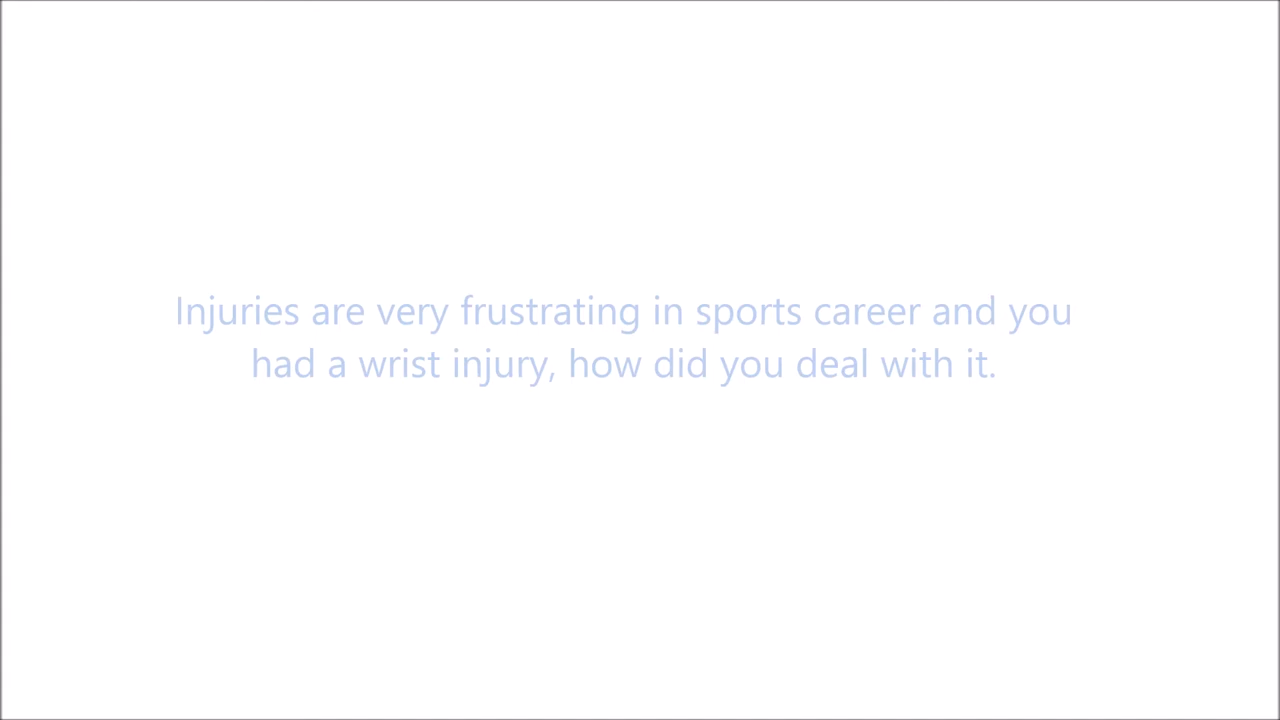 Injuries are very frustrating in sports career and you
had a wrist injury, how did you deal with it.